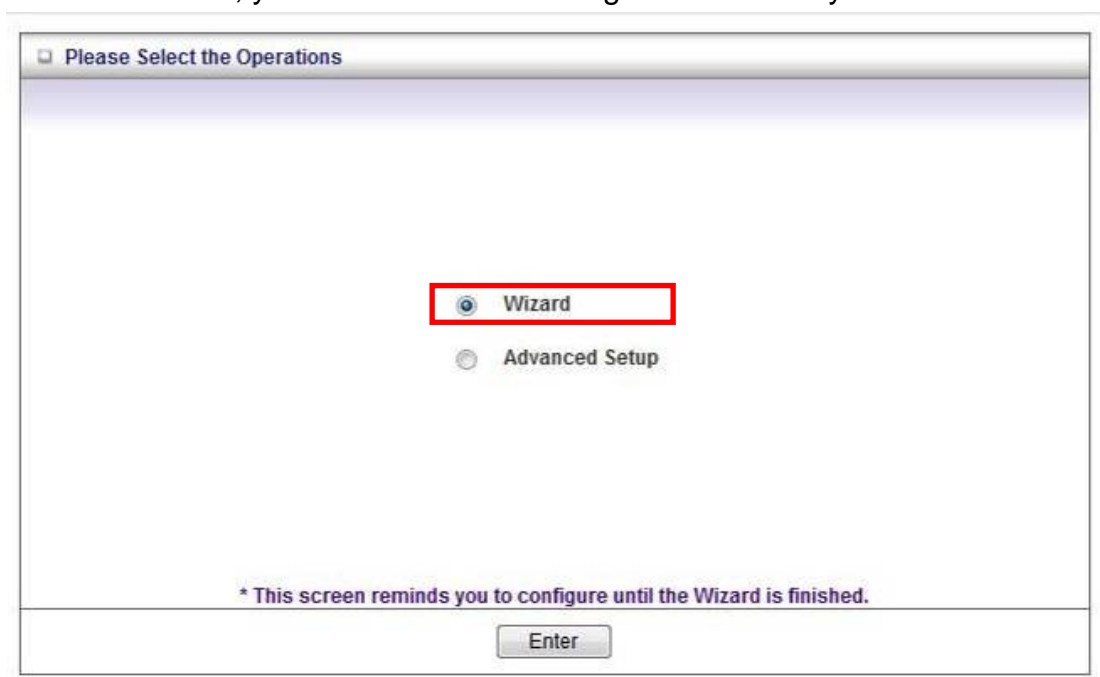 Please Select the Operations
Wizard
Advanced Setup
* This screen reminds you to configure until the Wizard is finished.
Enter